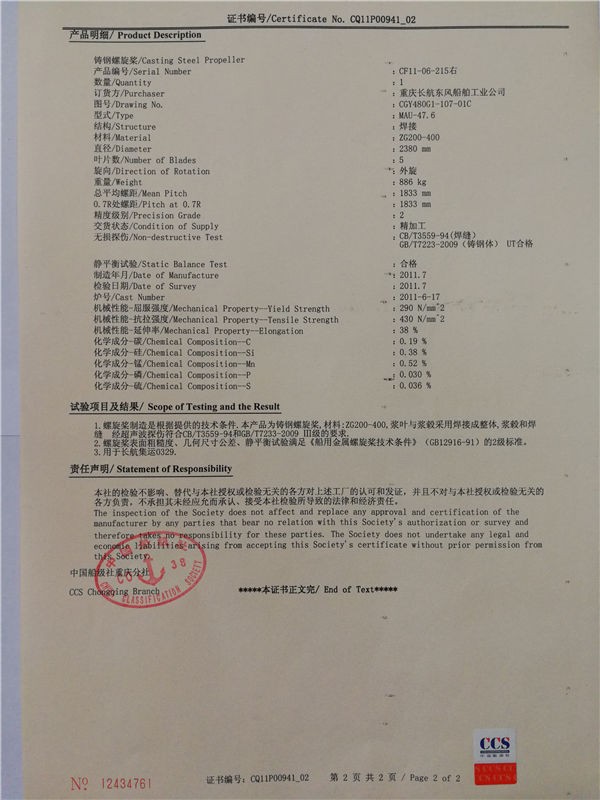 证书编号/Certificate No. CQ11P00941_02
产品明细/ Product Description
铸钢螺旋桨/Casting Steel Propeller
产品编号/Serial Number : CF11-06-215右
数量/Quantity : 1
订货方/Purchaser : 重庆长航东风船舶工业公司
图号/Drawing No. : CGY480G1-107-01C
型式/Type : MAU-47.6
结构/Structure : 焊接
材料/Material : ZG200-400
直径/Diameter : 2380 mm
叶片数/Number of Blades : 5
旋向/Direction of Rotation : 外旋
重量/Weight : 886 kg
总平均螺距/Mean Pitch : 1833 mm
0.7R处螺距/Pitch at 0.7R : 1833 mm
精度级别/Precision Grade : 2
交货状态/Condition of Supply : 精加工
无损探伤/Non-destructive Test : CB/T3559-94(焊缝)
GB/T7223-2009（铸钢体） UT合格
静平衡试验/Static Balance Test : 合格
制造年月/Date of Manufacture : 2011.7
检验日期/Date of Survey : 2011.7
炉号/Cast Number : 2011-6-17
机械性能-屈服强度/Mechanical Property--Yield Strength : 290 N/mm^2
机械性能-抗拉强度/Mechanical Property--Tensile Strength : 430 N/mm^2
机械性能-延伸率/Mechanical Property--Elongation : 38 %
化学成分-碳/Chemical Composition--C : 0.19 %
化学成分-硅/Chemical Composition--Si : 0.38 %
化学成分-锰/Chemical Composition--Mn : 0.52 %
化学成分-磷/Chemical Composition--P : 0.030 %
化学成分-硫/Chemical Composition--S : 0.036 %
试验项目及结果/ Scope of Testing and the Result
1.螺旋桨制造是根据提供的技术条件.本产品为铸钢螺旋桨,材料:ZG200-400,浆叶与浆毂采用焊接成整体,浆毂和焊
缝 经超声波探伤符合CB/T3559-94和GB/T7233-2009 III级的要求.
2.螺旋桨表面粗糙度、几何尺寸公差、静平衡试验满足《船用金属螺旋桨技术条件》（GB12916-91）的2级标准。
3.用于长航集运0329.
责任声明/ Statement of Responsibility
本社的检验不影响、替代与本社授权或检验无关的各方对上述工厂的认可和发证，并且不对与本社授权或检验无关的
各方负责，不承担其未经应允而承认、接受本社检验所导致的法律和经济责任。
The inspection of the Society does not affect and replace any approval and certification of the
manufacturer by any parties that bear no relation with this Society's authorization or survey and
therefore takes no responsibility for these parties. The Society does not undertake any legal and
economic liabilities arising from accepting this Society's certificate without prior permission from
this Society.
中国船级社重庆分社
CCS Chongqing Branch
*****本证书正文完/ End of Text*****
CHINA CLASSIFICATION SOCIETY
CCS
中国船级社
№ 12434761
证书编号: CQ11P00941_02 第 2 页 共 2 页 / Page 2 of 2